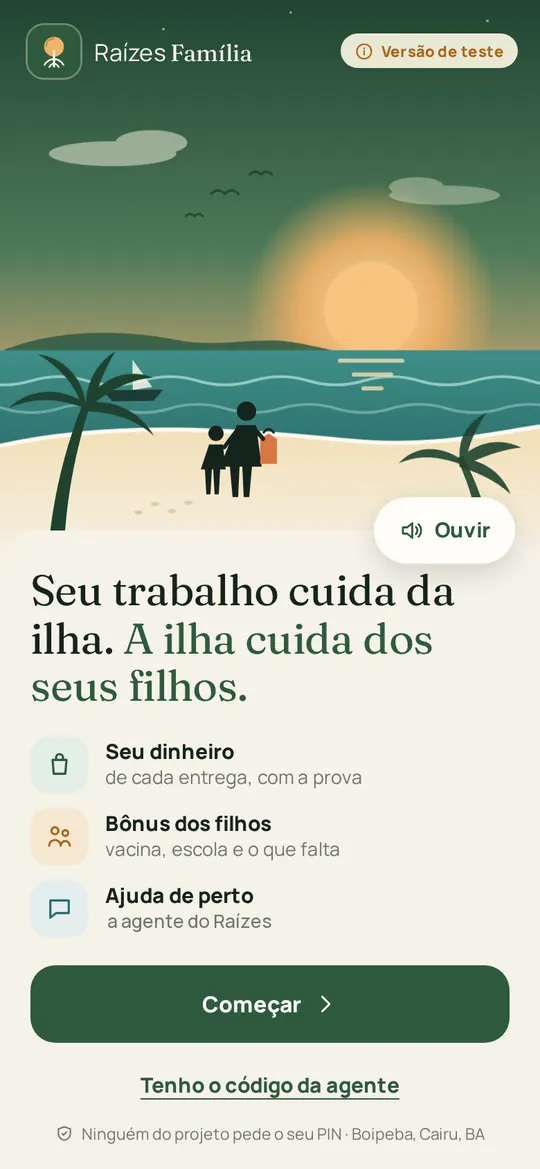 Raízes Família
Versão de teste
Ouvir
Seu trabalho cuida da
ilha. A ilha cuida dos
seus filhos.
Seu dinheiro
de cada entrega, com a prova
Bônus dos filhos
vacina, escola e o que falta
Ajuda de perto
a agente do Raízes
Começar
Tenho o código da agente
Ninguém do projeto pede o seu PIN · Boipeba, Cairu, BA